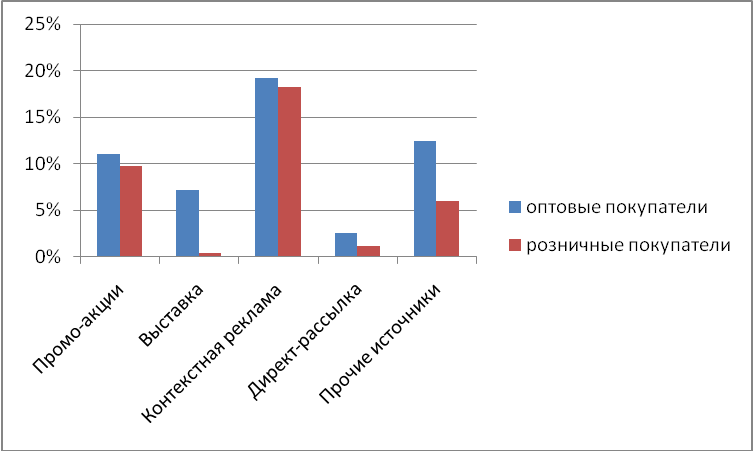 25%
20%
15%
10%
5%
0%
Промо-акции
Выставка
Контекстная реклама
Директ-рассылка
Прочие источники
оптовые покупатели
розничные покупатели